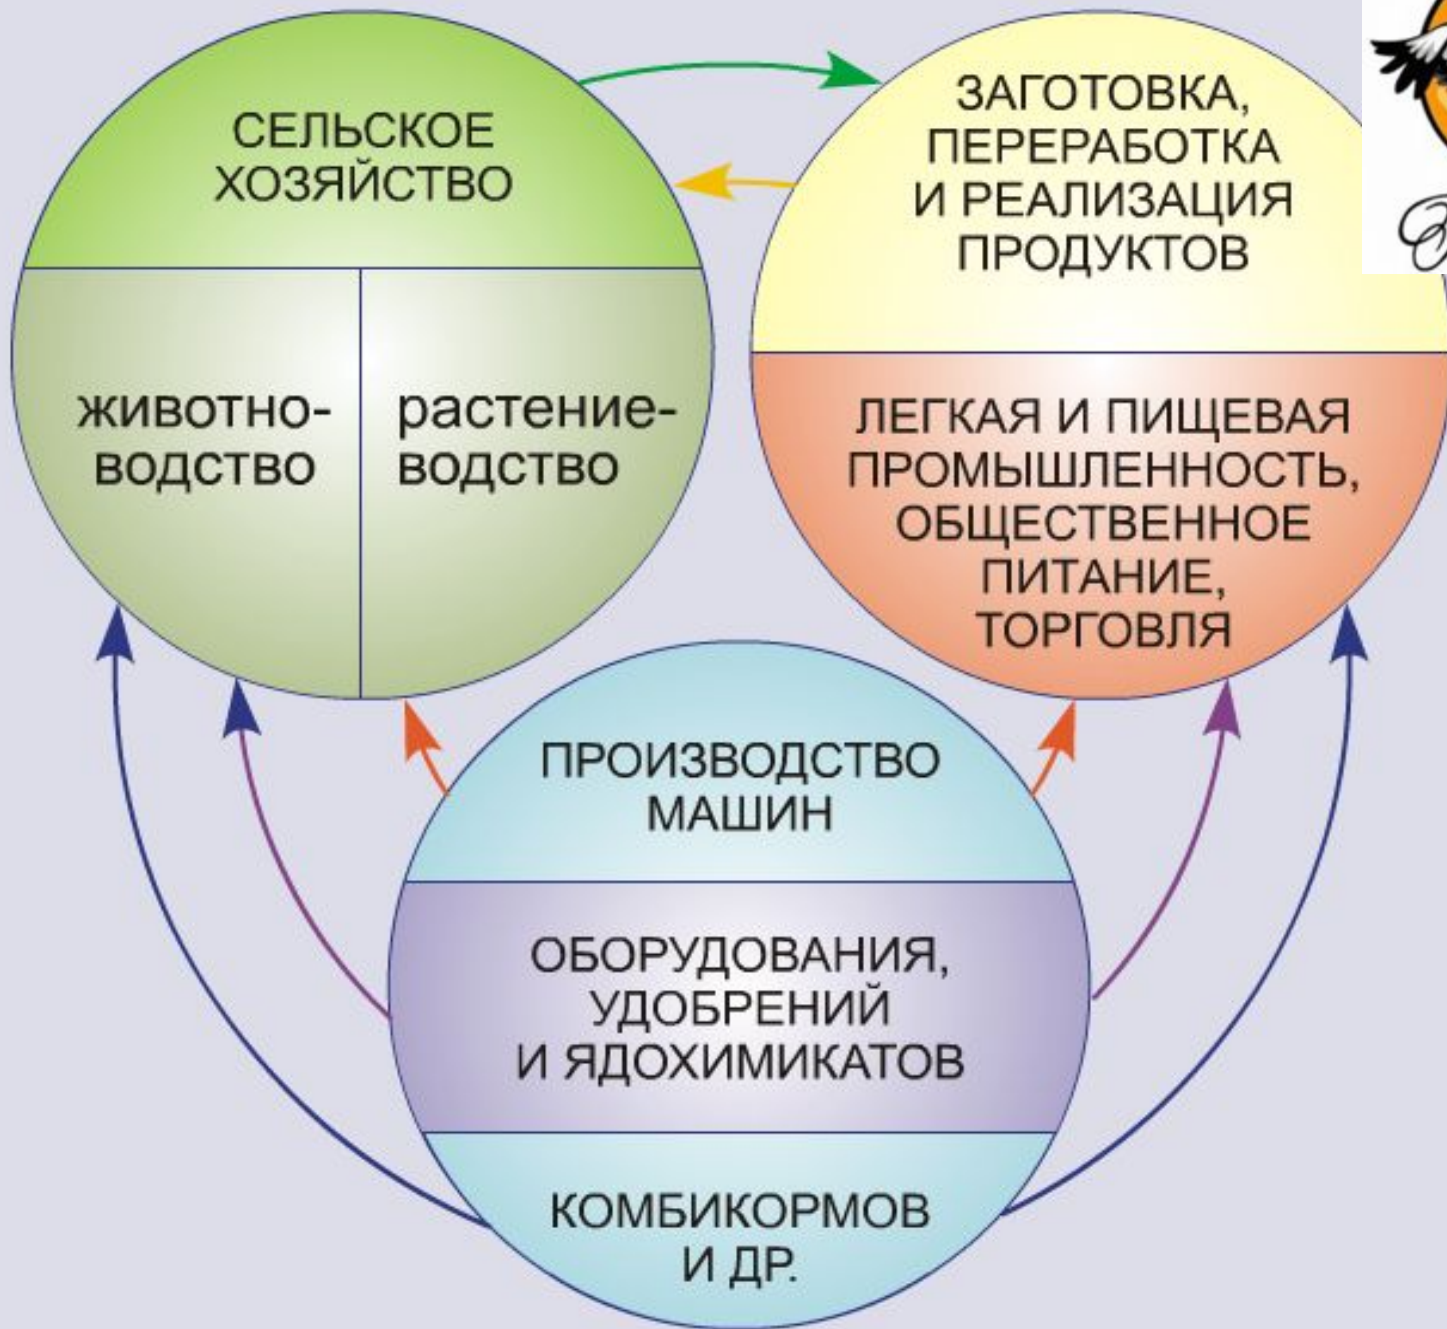 СЕЛЬСКОЕ
ХОЗЯЙСТВО
животно-
водство
растение-
водство
ЗАГОТОВКА,
ПЕРЕРАБОТКА
И РЕАЛИЗАЦИЯ
ПРОДУКТОВ
ЛЕГКАЯ И ПИЩЕВАЯ
ПРОМЫШЛЕННОСТЬ,
ОБЩЕСТВЕННОЕ
ПИТАНИЕ,
ТОРГОВЛЯ
ПРОИЗВОДСТВО
МАШИН
ОБОРУДОВАНИЯ,
УДОБРЕНИЙ
И ЯДОХИМИКАТОВ
КОМБИКОРМОВ
И ДР.